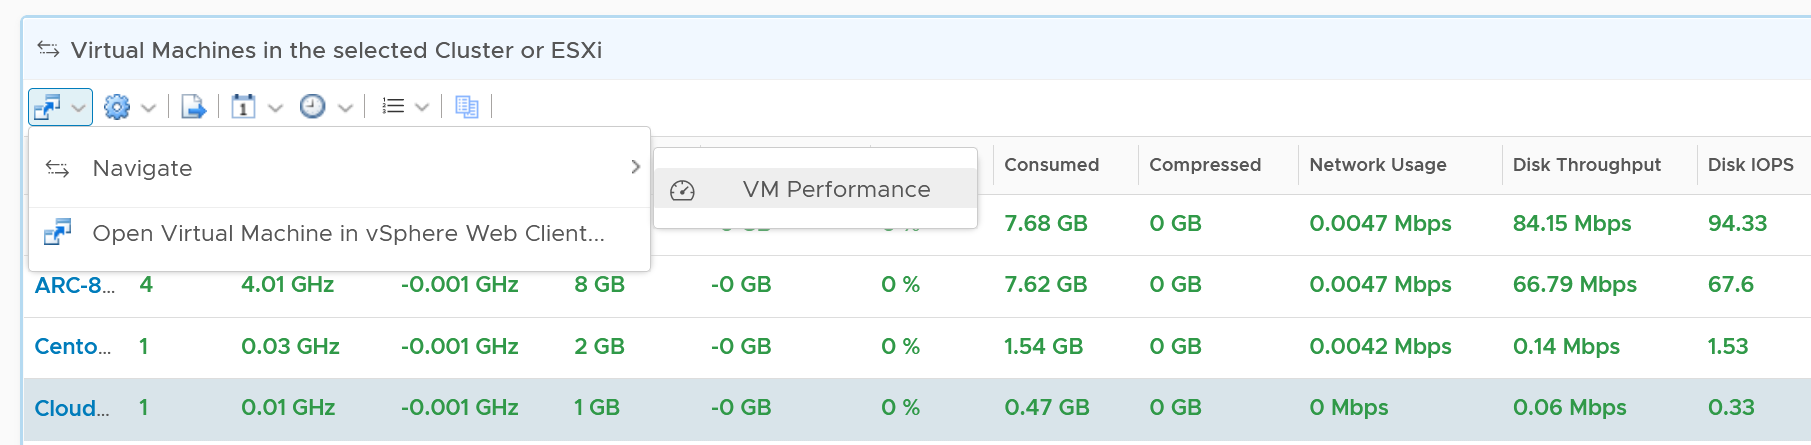 Virtual Machines in the selected Cluster or ESXi
1
Navigate
VM Performance
Open Virtual Machine in vSphere Web Client...
Consumed Compressed Network Usage Disk Throughput Disk IOPS
7.68 GB 0 GB 0.0047 Mbps 84.15 Mbps 94.33
ARC-8... 4 4.01 GHz -0.001 GHz 8 GB -0 GB 0 % 7.62 GB 0 GB 0.0047 Mbps 66.79 Mbps 67.6
Cento... 1 0.03 GHz -0.001 GHz 2 GB -0 GB 0 % 1.54 GB 0 GB 0.0042 Mbps 0.14 Mbps 1.53
Cloud... 1 0.01 GHz -0.001 GHz 1 GB -0 GB 0 % 0.47 GB 0 GB 0 Mbps 0.06 Mbps 0.33